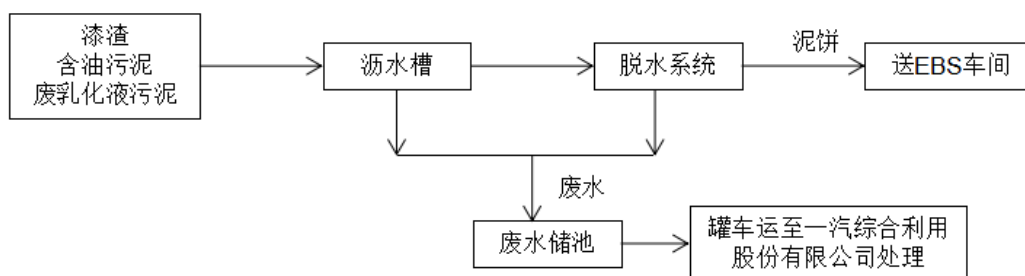 漆渣
含油污泥
废乳化液污泥
沥水槽
脱水系统
泥饼
送EBS车间
废水
废水储池
罐车运至一汽综合利用
股份有限公司处理